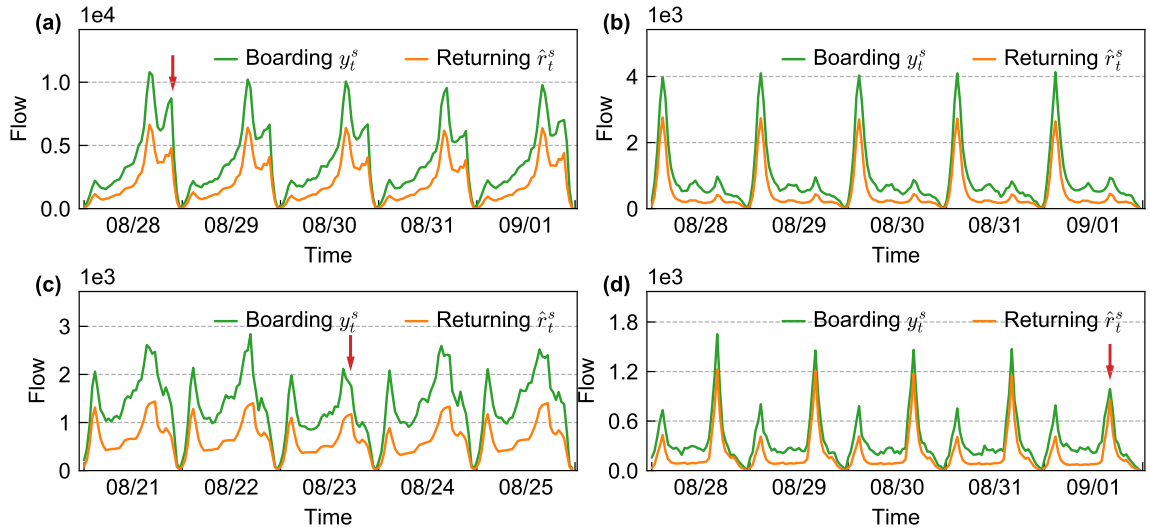 (a) 1e4
Boarding y_t^s Returning r̂_t^s
1.0
0.5
0.0
Flow
08/28 08/29 08/30 08/31 09/01
Time
(b) 1e3
Boarding y_t^s Returning r̂_t^s
4
2
0
Flow
08/28 08/29 08/30 08/31 09/01
Time
(c) 1e3
Boarding y_t^s Returning r̂_t^s
3
2
1
0
Flow
08/21 08/22 08/23 08/24 08/25
Time
(d) 1e3
Boarding y_t^s Returning r̂_t^s
1.8
1.2
0.6
0.0
Flow
08/28 08/29 08/30 08/31 09/01
Time